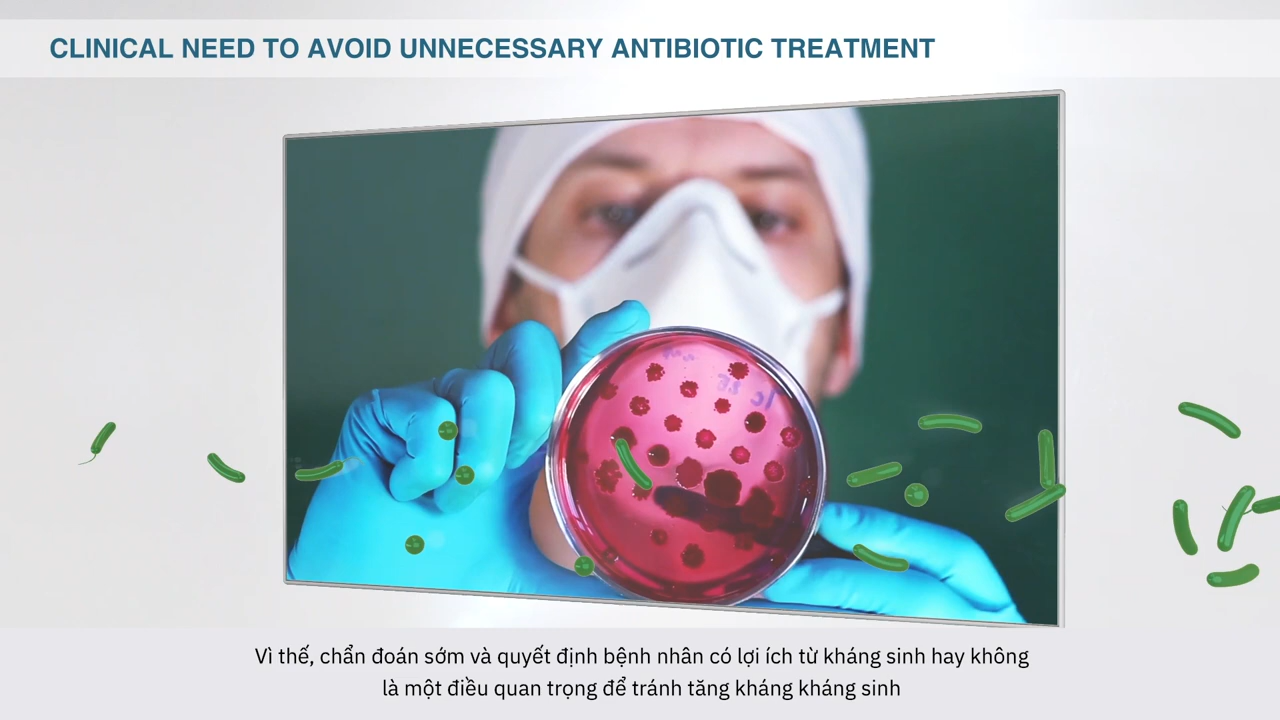 CLINICAL NEED TO AVOID UNNECESSARY ANTIBIOTIC TREATMENT
Vì thế, chẩn đoán sớm và quyết định bệnh nhân có lợi ích từ kháng sinh hay không
là một điều quan trọng để tránh tăng kháng kháng sinh